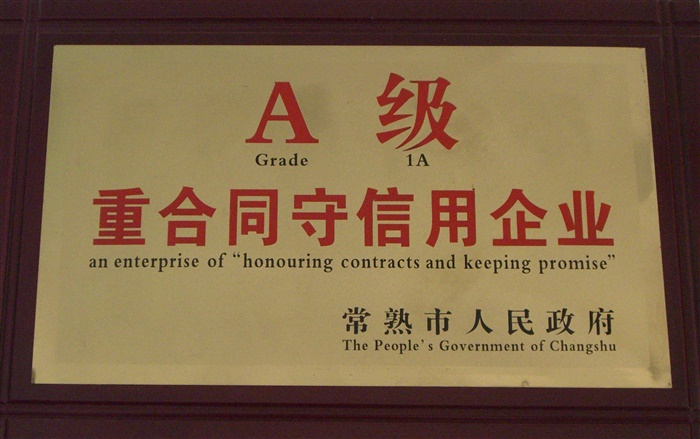 A 级
Grade 1A
重合同守信用企业
an enterprise of “honouring contracts and keeping promise”
常熟市人民政府
The People's Government of Changshu